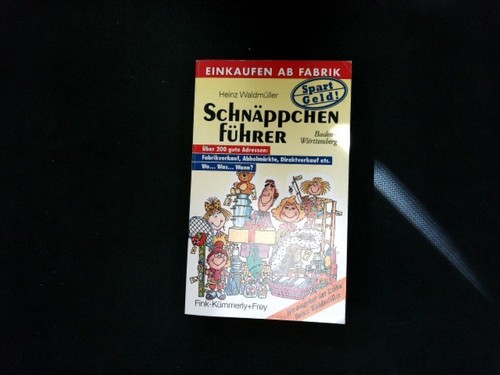 EINKAUFEN AB FABRIK
Heinz Waldmüller
Spart
Geld!
SCHNÄPPCHEN
FÜHRER
Baden-
Württemberg
Über 200 gute Adressen:
Fabrikverkauf, Abholmärkte, Direktverkauf etc.
Wo... Was... Wann?
Fink-Kümmerly+Frey